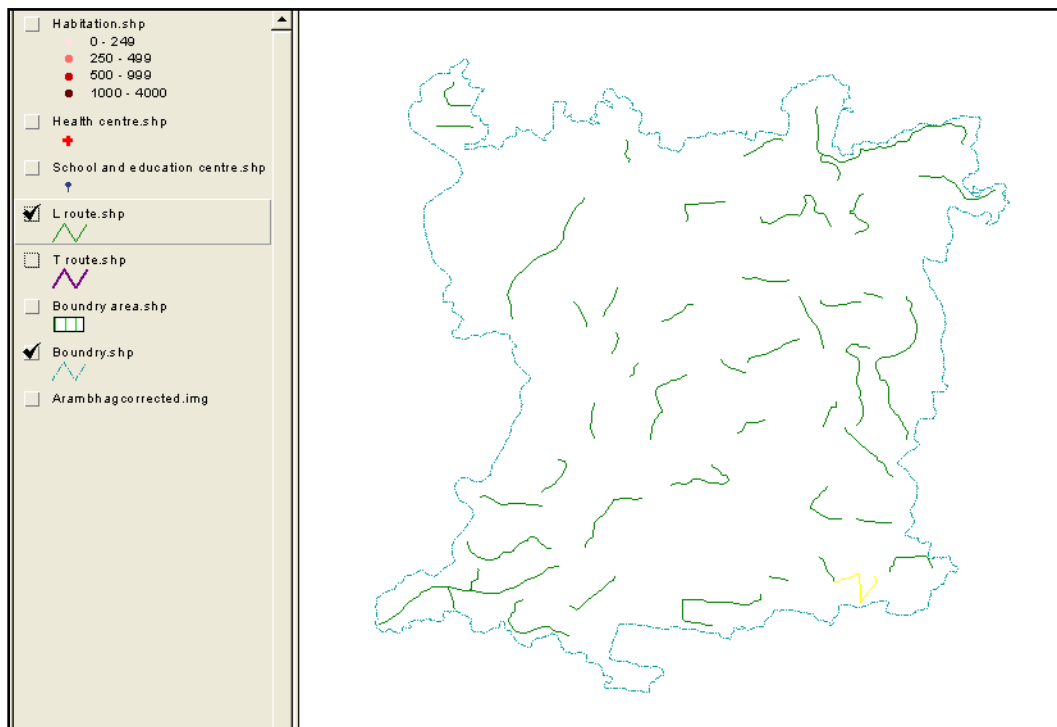 Habitation.shp
0 - 249
250 - 499
500 - 999
1000 - 4000
Health centre.shp
School and education centre.shp
L route.shp
T route.shp
Boundry area.shp
Boundry.shp
Arambhagcorrected.img